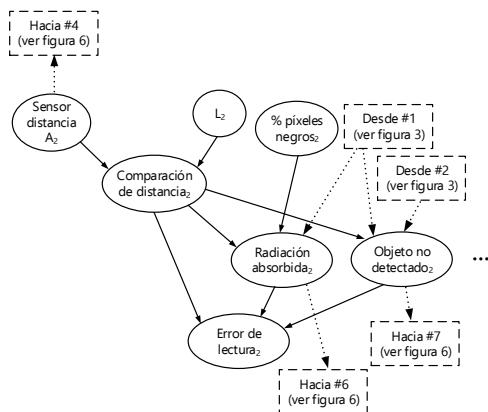 Hacia #4
(ver figura 6)
Sensor
distancia
A₂
L₂
% píxeles
negros₂
Desde #1
(ver figura 3)
Desde #2
(ver figura 3)
Comparación
de distancia₂
Radiación
absorbida₂
Objeto no
detectado₂
...
Error de
lectura₂
Hacia #7
(ver figura 6)
Hacia #6
(ver figura 6)